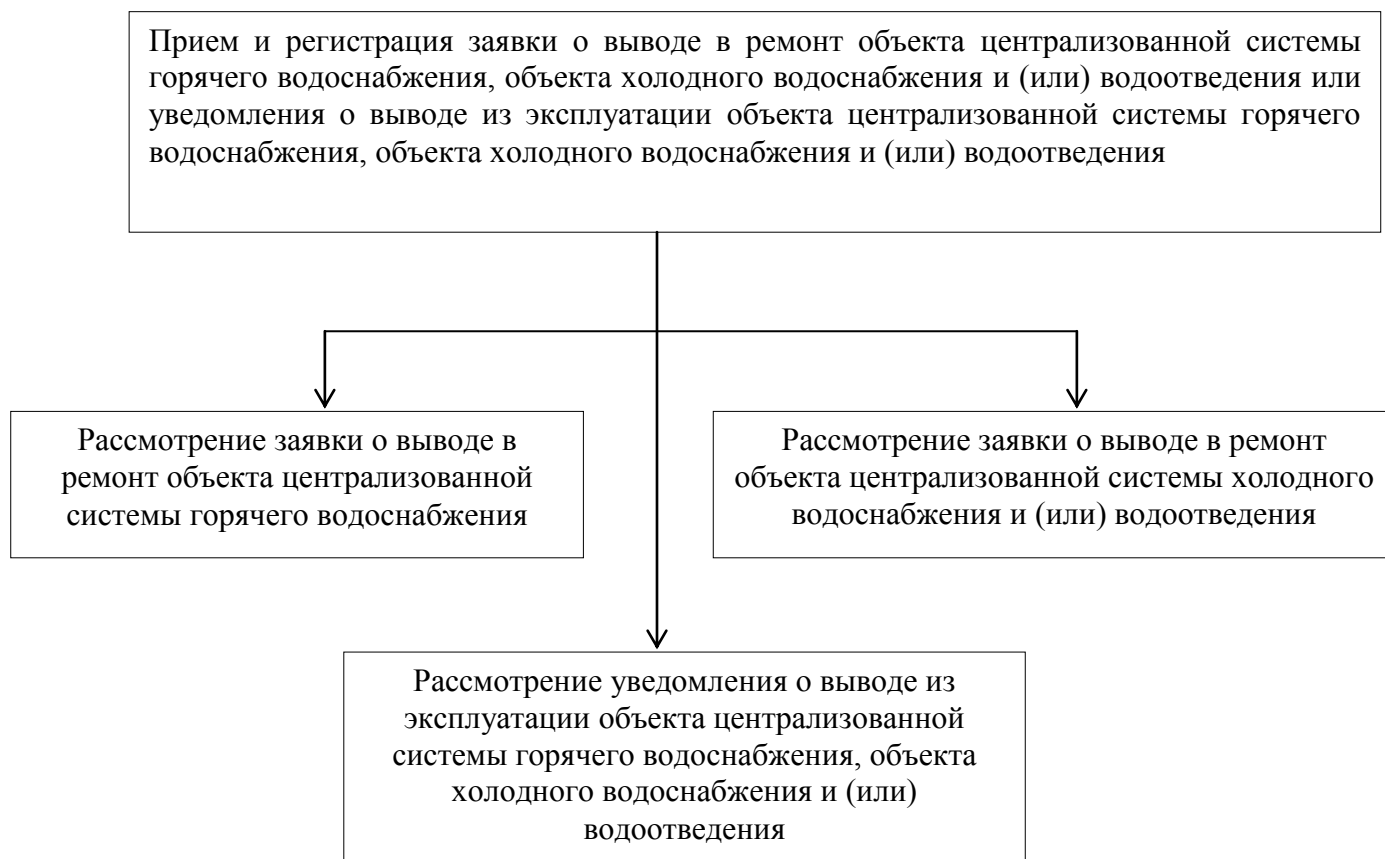 Прием и регистрация заявки о выводе в ремонт объекта централизованной системы
горячего водоснабжения, объекта холодного водоснабжения и (или) водоотведения или
уведомления о выводе из эксплуатации объекта централизованной системы горячего
водоснабжения, объекта холодного водоснабжения и (или) водоотведения
Рассмотрение заявки о выводе в
ремонт объекта централизованной
системы горячего водоснабжения
Рассмотрение заявки о выводе в ремонт
объекта централизованной системы холодного
водоснабжения и (или) водоотведения
Рассмотрение уведомления о выводе из
эксплуатации объекта централизованной
системы горячего водоснабжения, объекта
холодного водоснабжения и (или)
водоотведения